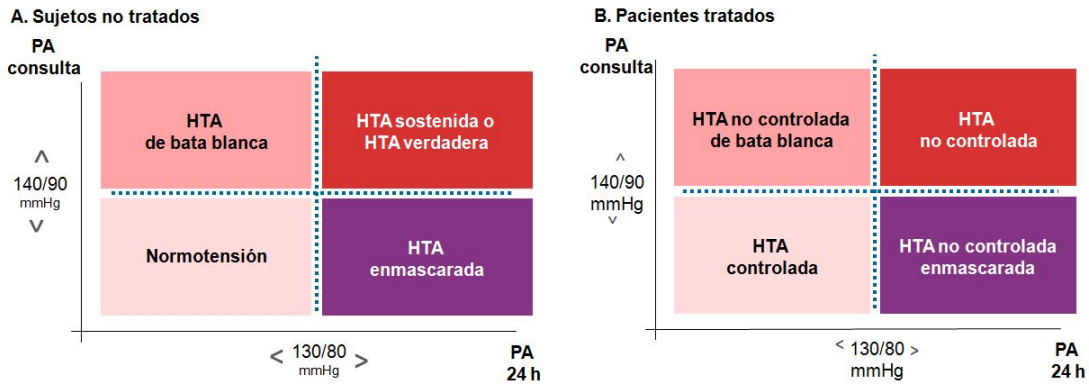 A. Sujetos no tratados
PA
consulta
HTA
de bata blanca
HTA sostenida o
HTA verdadera
^
140/90
mmHg
v
Normotensión
HTA
enmascarada
< 130/80 >
mmHg
PA
24 h
B. Pacientes tratados
PA
consulta
HTA no controlada
de bata blanca
HTA
no controlada
^
140/90
mmHg
v
HTA
controlada
HTA no controlada
enmascarada
< 130/80 >
mmHg
PA
24 h